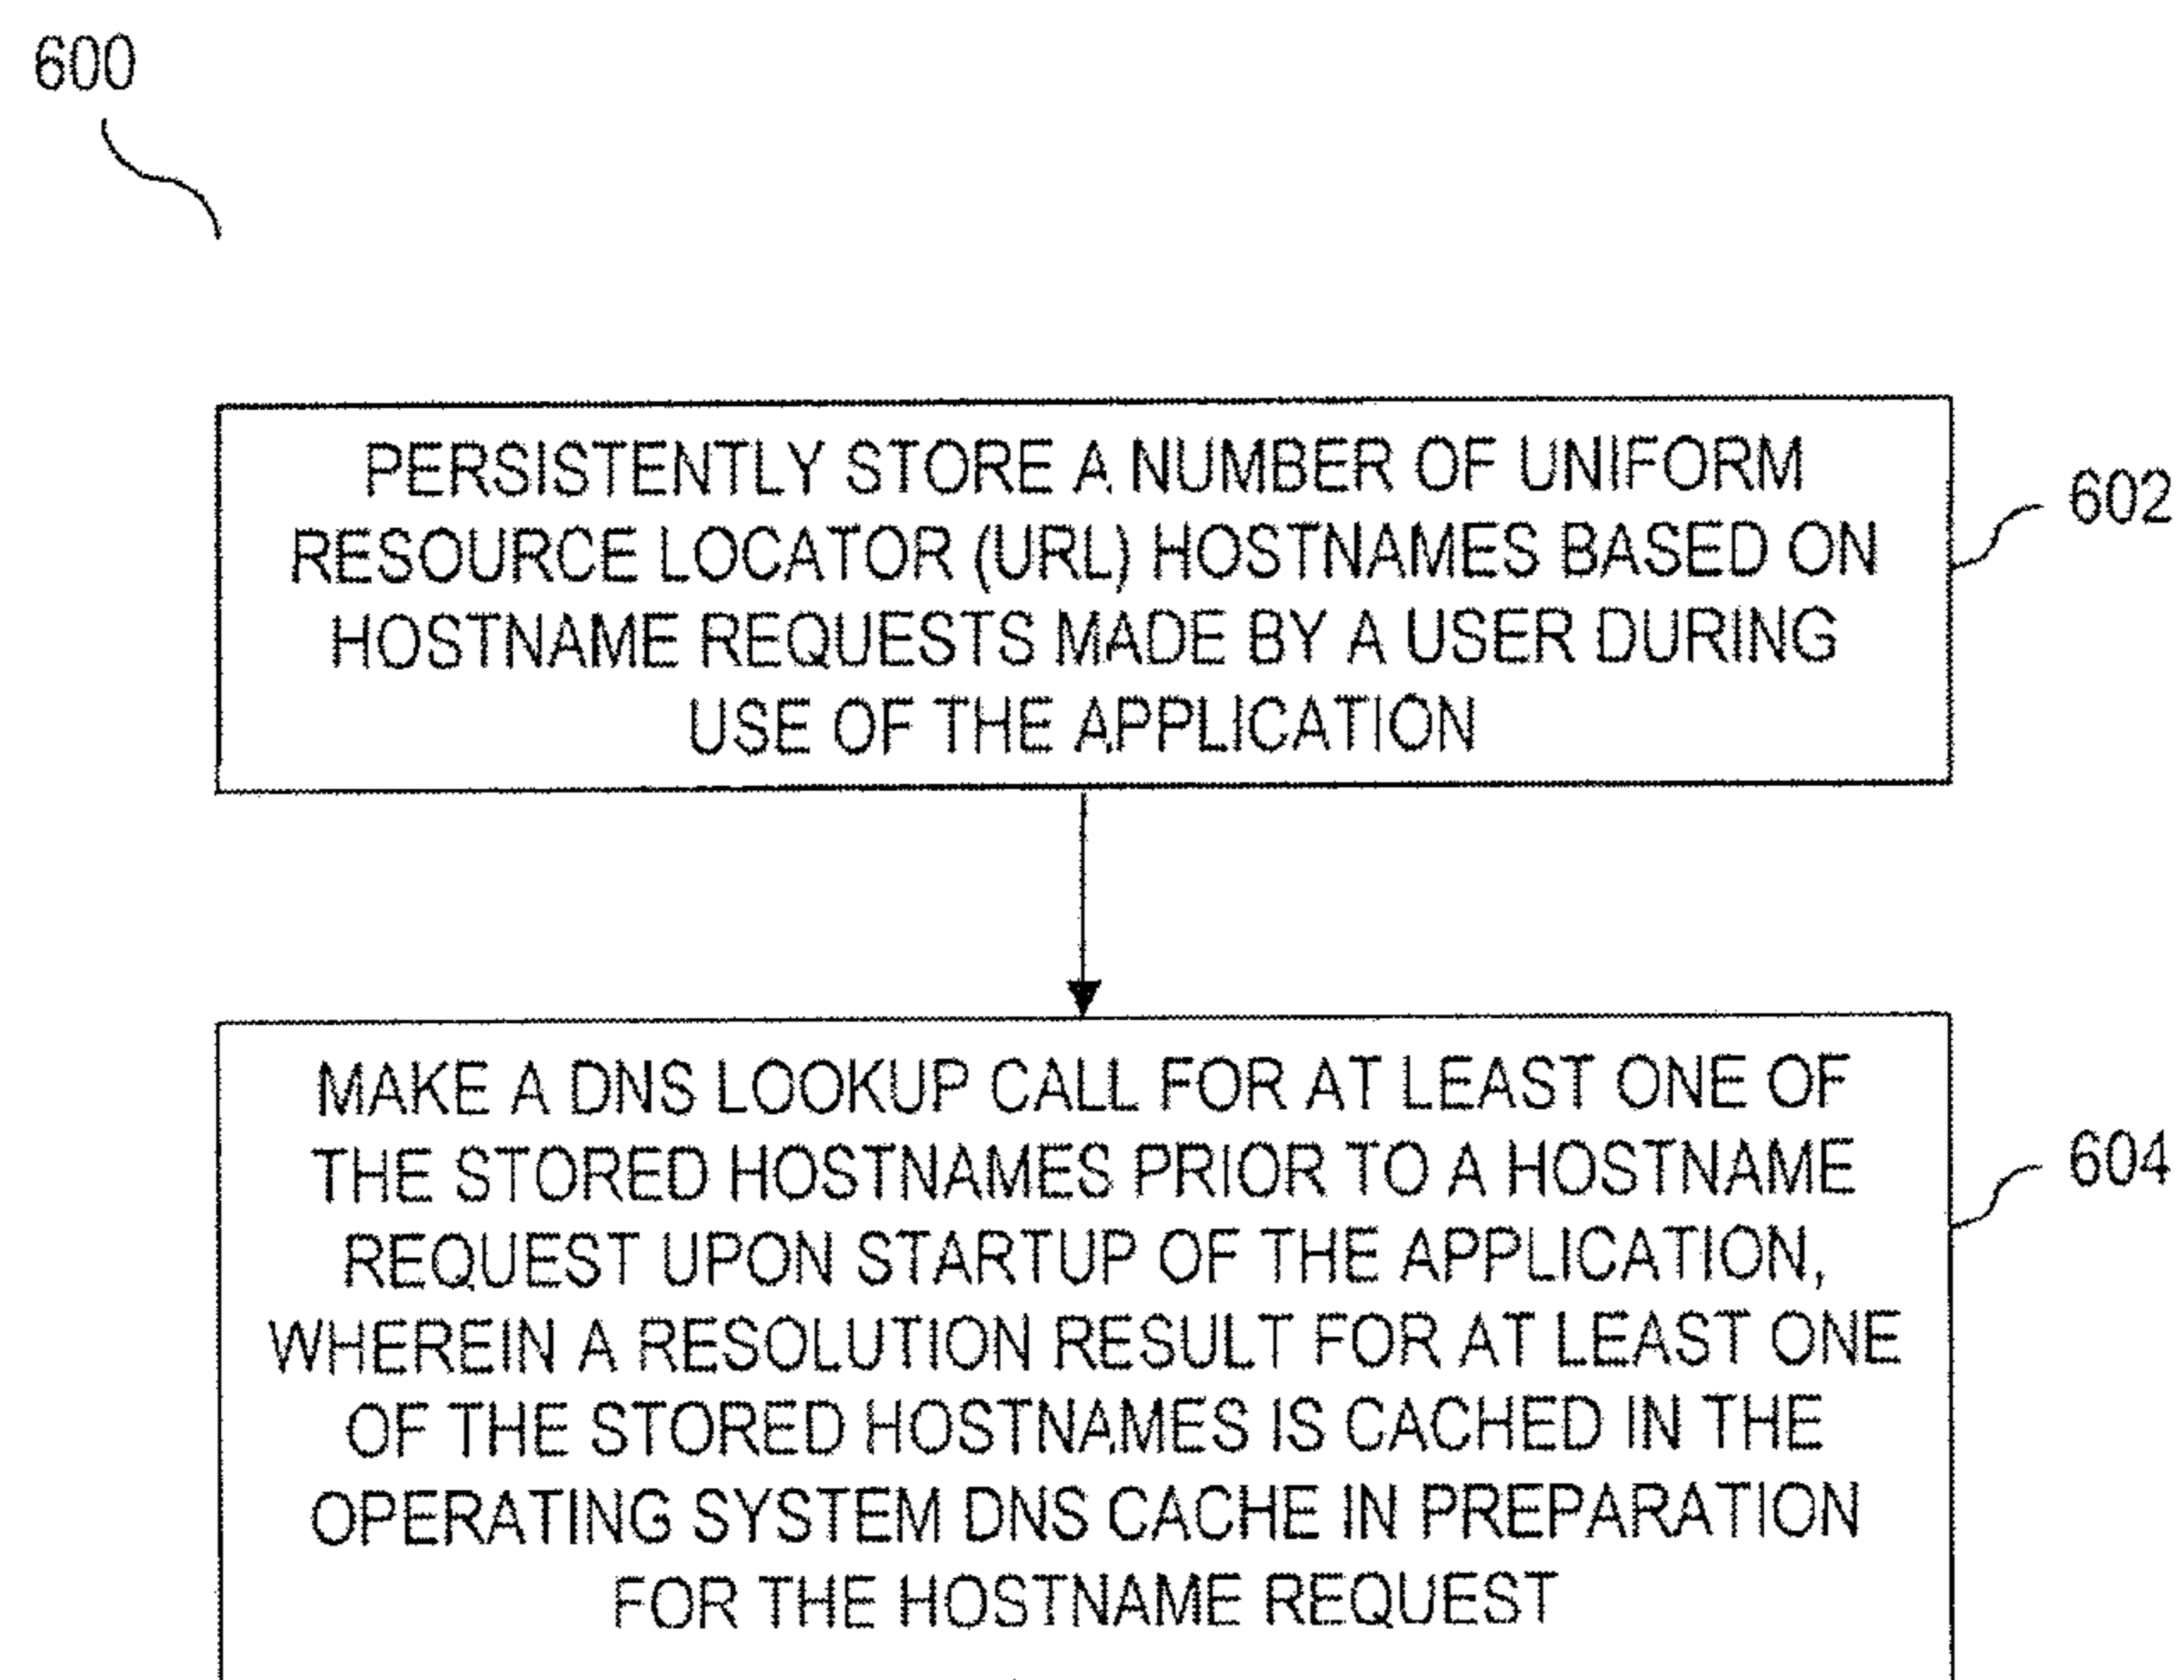 600
PERSISTENTLY STORE A NUMBER OF UNIFORM
RESOURCE LOCATOR (URL) HOSTNAMES BASED ON
HOSTNAME REQUESTS MADE BY A USER DURING
USE OF THE APPLICATION
602
MAKE A DNS LOOKUP CALL FOR AT LEAST ONE OF
THE STORED HOSTNAMES PRIOR TO A HOSTNAME
REQUEST UPON STARTUP OF THE APPLICATION,
WHEREIN A RESOLUTION RESULT FOR AT LEAST ONE
OF THE STORED HOSTNAMES IS CACHED IN THE
OPERATING SYSTEM DNS CACHE IN PREPARATION
FOR THE HOSTNAME REQUEST
604